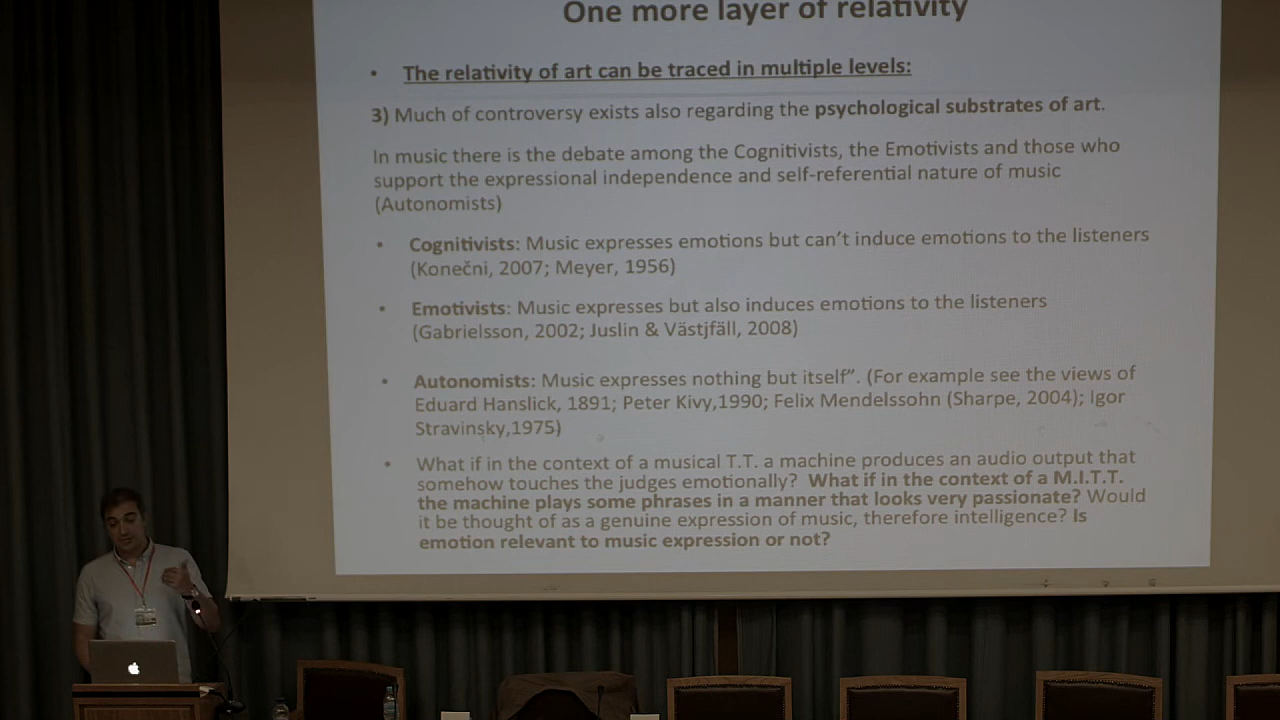 One more layer of relativity
• The relativity of art can be traced in multiple levels:
3) Much of controversy exists also regarding the psychological substrates of art.
In music there is the debate among the Cognitivists, the Emotivists and those who
support the expressional independence and self-referential nature of music
(Autonomists)
• Cognitivists: Music expresses emotions but can't induce emotions to the listeners
(Konečni, 2007; Meyer, 1956)
• Emotivists: Music expresses but also induces emotions to the listeners
(Gabrielsson, 2002; Juslin & Västjfäll, 2008)
• Autonomists: Music expresses nothing but itself”. (For example see the views of
Eduard Hanslick, 1891; Peter Kivy,1990; Felix Mendelssohn (Sharpe, 2004); Igor
Stravinsky,1975)
• What if in the context of a musical T.T. a machine produces an audio output that
somehow touches the judges emotionally? What if in the context of a M.I.T.T.
the machine plays some phrases in a manner that looks very passionate? Would
it be thought of as a genuine expression of music, therefore intelligence? Is
emotion relevant to music expression or not?